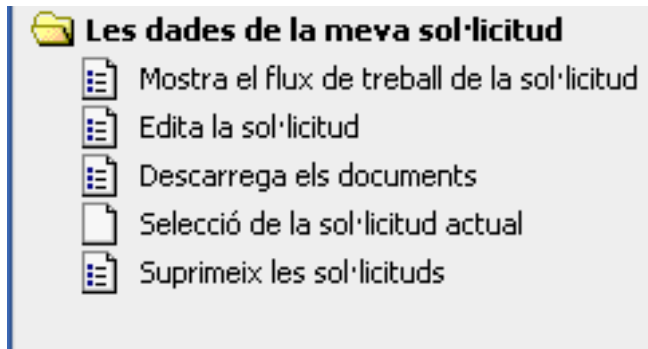 Les dades de la meva sol·licitud
Mostra el flux de treball de la sol·licitud
Edita la sol·licitud
Descarrega els documents
Selecció de la sol·licitud actual
Suprimeix les sol·licituds